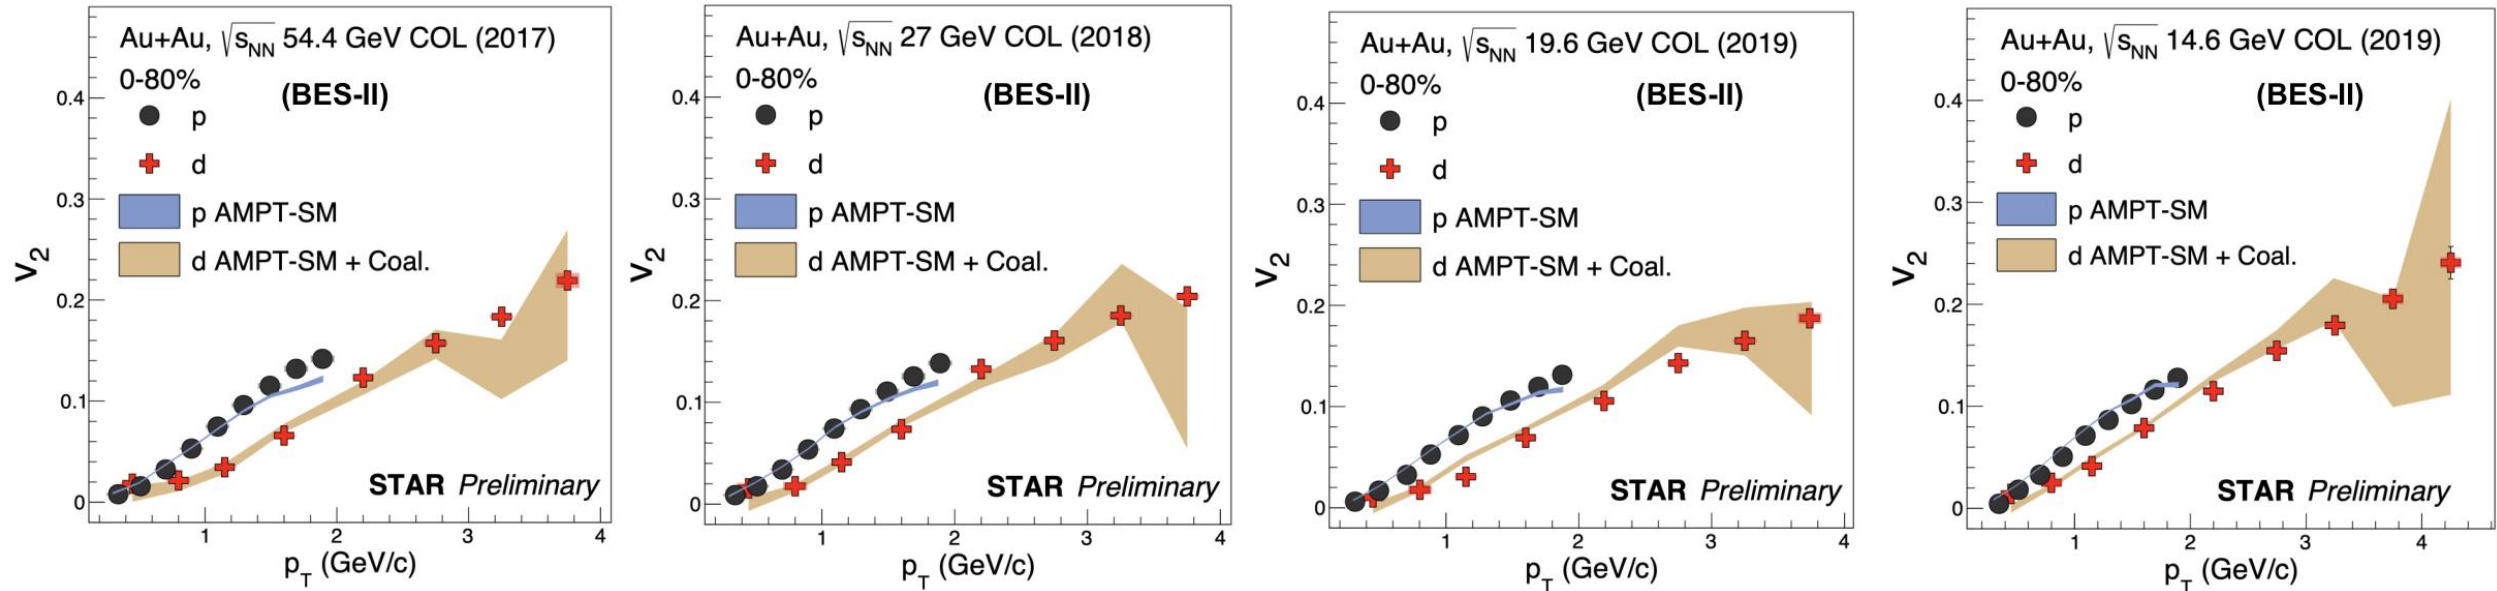 Au+Au, √sNN 54.4 GeV COL (2017)
0-80%
(BES-II)
p
d
p AMPT-SM
d AMPT-SM + Coal.
STAR Preliminary
v2
0.4
0.3
0.2
0.1
0
1 2 3 4
pT (GeV/c)
Au+Au, √sNN 27 GeV COL (2018)
0-80%
(BES-II)
p
d
p AMPT-SM
d AMPT-SM + Coal.
STAR Preliminary
v2
0.4
0.3
0.2
0.1
0
1 2 3 4
pT (GeV/c)
Au+Au, √sNN 19.6 GeV COL (2019)
0-80%
(BES-II)
p
d
p AMPT-SM
d AMPT-SM + Coal.
STAR Preliminary
v2
0.4
0.3
0.2
0.1
0
1 2 3 4
pT (GeV/c)
Au+Au, √sNN 14.6 GeV COL (2019)
0-80%
(BES-II)
p
d
p AMPT-SM
d AMPT-SM + Coal.
STAR Preliminary
v2
0.4
0.3
0.2
0.1
0
1 2 3 4
pT (GeV/c)